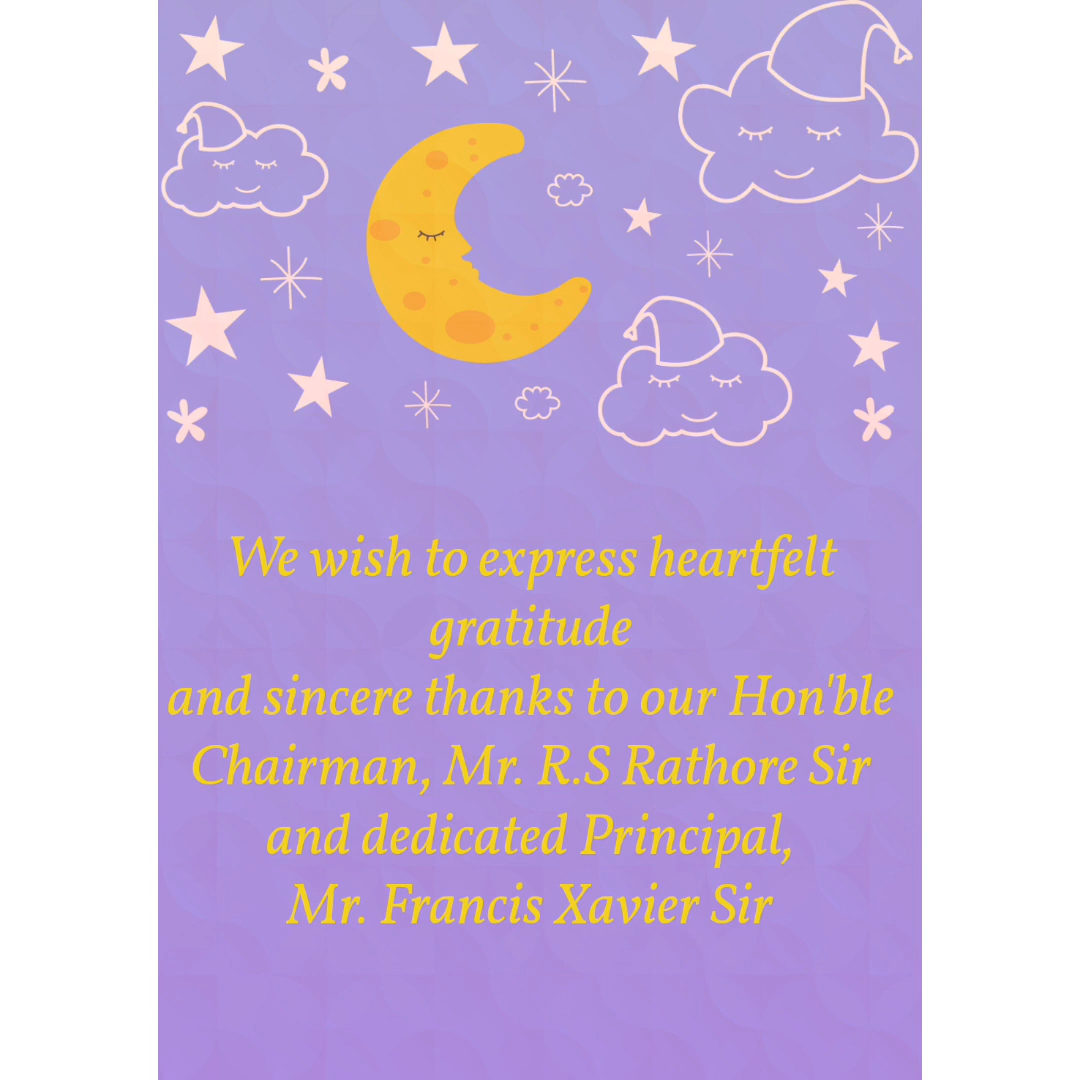 We wish to express heartfelt
gratitude
and sincere thanks to our Hon'ble
Chairman, Mr. R.S Rathore Sir
and dedicated Principal,
Mr. Francis Xavier Sir